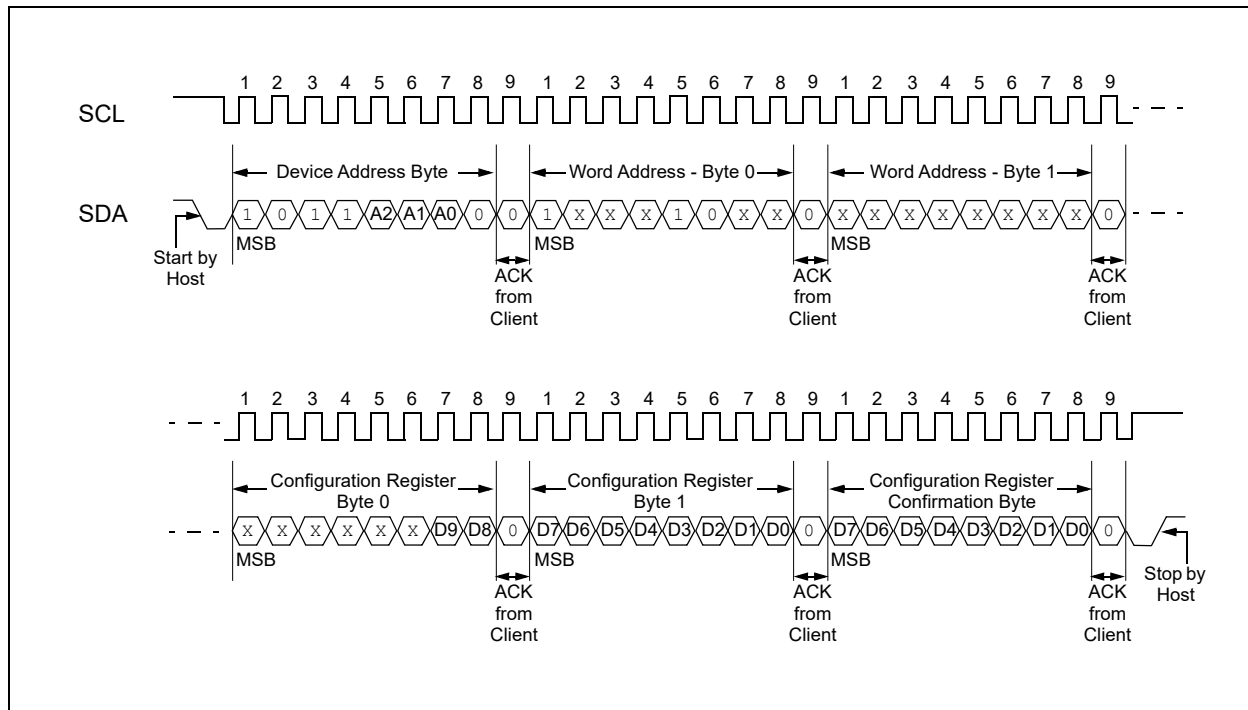 1 2 3 4 5 6 7 8 9 1 2 3 4 5 6 7 8 9 1 2 3 4 5 6 7 8 9
SCL
Device Address Byte
Word Address - Byte 0
Word Address - Byte 1
SDA
1 0 1 1 A2 A1 A0 0 0 1 X X X 1 0 X X 0 X X X X X X X X 0
MSB
MSB
MSB
Start by
Host
ACK
from
Client
ACK
from
Client
ACK
from
Client
1 2 3 4 5 6 7 8 9 1 2 3 4 5 6 7 8 9 1 2 3 4 5 6 7 8 9
Configuration Register
Byte 0
Configuration Register
Byte 1
Configuration Register
Confirmation Byte
X X X X X X D9 D8 0 D7 D6 D5 D4 D3 D2 D1 D0 0 D7 D6 D5 D4 D3 D2 D1 D0 0
MSB
MSB
MSB
ACK
from
Client
ACK
from
Client
ACK
from
Client
Stop by
Host